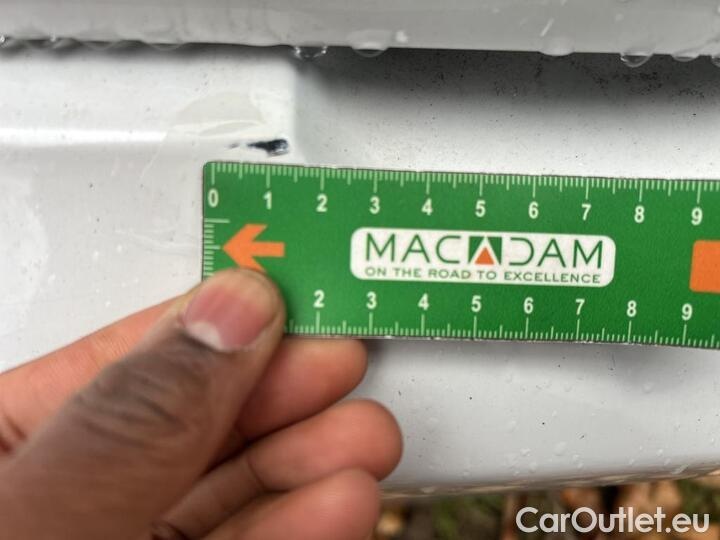 0 1 2 3 4 5 6 7 8 9
MACADAM
ON THE ROAD TO EXCELLENCE
2 3 4 5 6 7 8 9
CarOutlet.eu